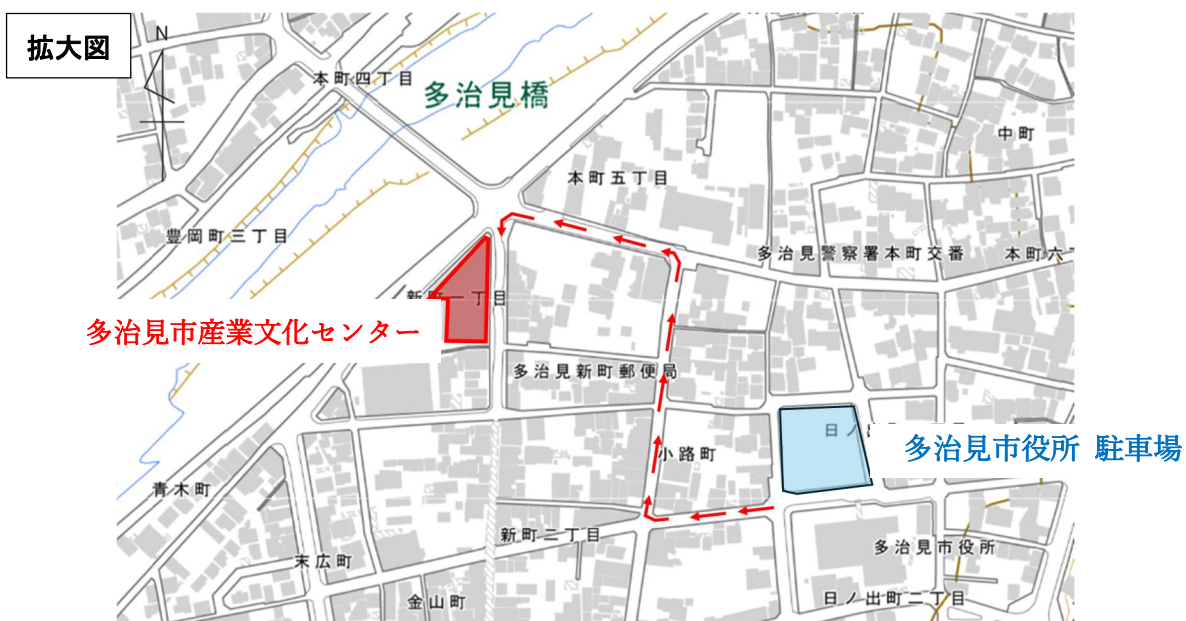 拡大図
N
本町四丁目
多治見橋
中町
本町五丁目
豊岡町三丁目
多治見警察署本町交番
本町六
新町一丁目
多治見市産業文化センター
多治見新町郵便局
日ノ出
多治見市役所 駐車場
小路町
青木町
新町二丁目
多治見市役所
末広町
金山町
日ノ出町二丁目